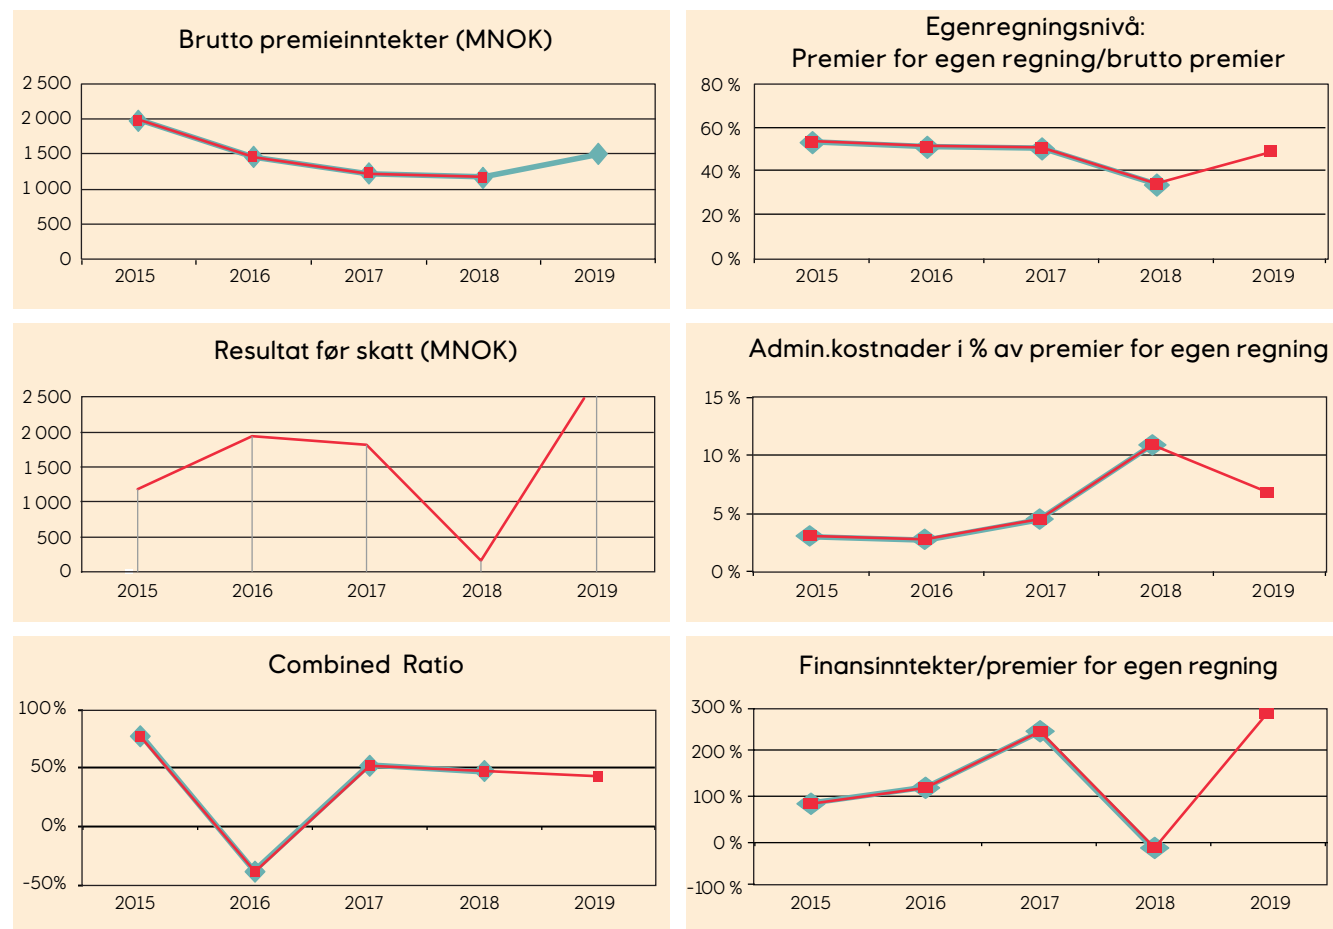 Brutto premieinntekter (MNOK)
2 500
2 000
1 500
1 000
500
0
2015 2016 2017 2018 2019
Egenregningsnivå:
Premier for egen regning/brutto premier
80 %
60 %
40 %
20 %
0 %
2015 2016 2017 2018 2019
Resultat før skatt (MNOK)
2 500
2 000
1 500
1 000
500
0
2015 2016 2017 2018 2019
Admin.kostnader i % av premier for egen regning
15 %
10 %
5 %
0 %
2015 2016 2017 2018 2019
Combined Ratio
100%
50%
0%
-50%
2015 2016 2017 2018 2019
Finansinntekter/premier for egen regning
300 %
200 %
100 %
0 %
-100 %
2015 2016 2017 2018 2019